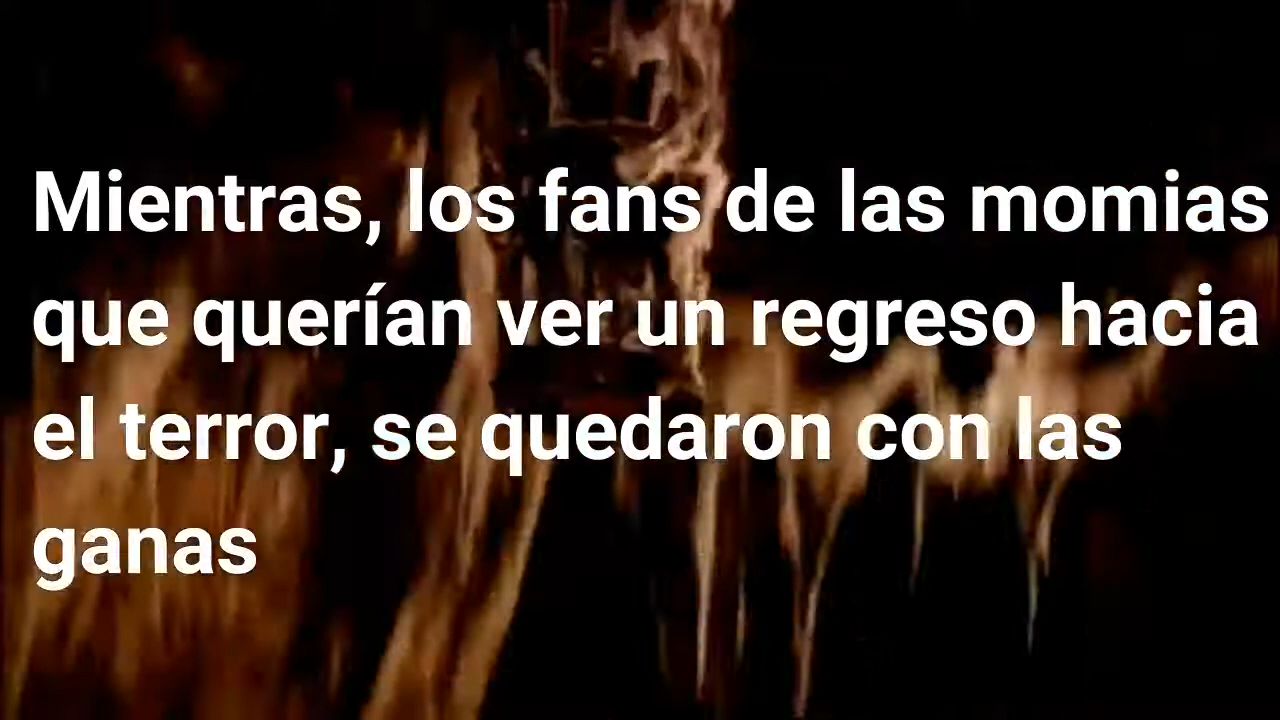 Mientras, los fans de las momias
que querían ver un regreso hacia
el terror, se quedaron con las
ganas